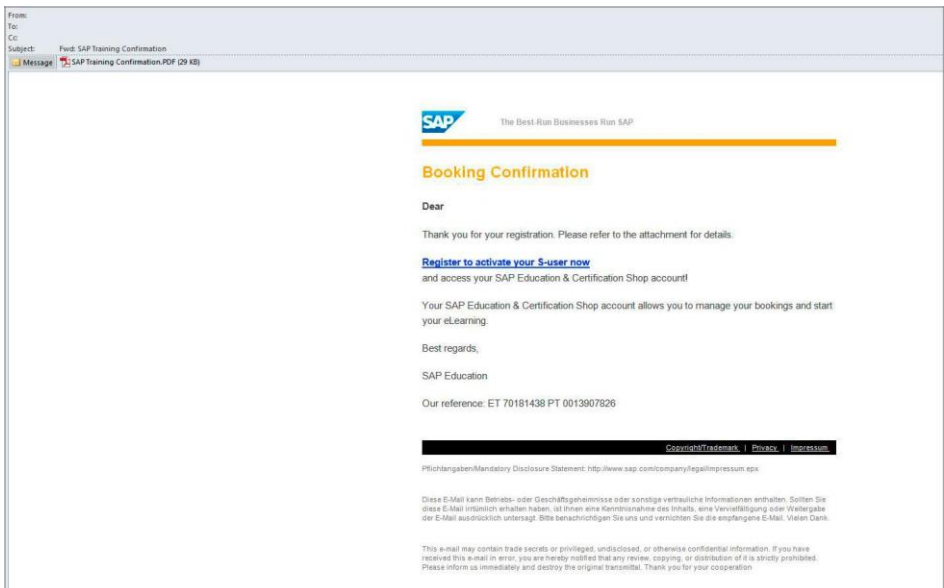 From:
To:
Cc:
Subject: Fwd: SAP Training Confirmation
Message SAP Training Confirmation.PDF (29 KB)
SAP The Best-Run Businesses Run SAP
Booking Confirmation
Dear
Thank you for your registration. Please refer to the attachment for details.
Register to activate your S-user now
and access your SAP Education & Certification Shop account!
Your SAP Education & Certification Shop account allows you to manage your bookings and start
your eLearning.
Best regards,
SAP Education
Our reference: ET 70181438 PT 0013907826
Copyright/Trademark | Privacy | Impressum
Pflichtangaben/Mandatory Disclosure Statement: http://www.sap.com/company/legal/impressum.epx
Diese E-Mail kann Betriebs- oder Geschäftsgeheimnisse oder sonstige vertrauliche Informationen enthalten. Sollten Sie
diese E-Mail irrtümlich erhalten haben, ist Ihnen eine Kenntnisnahme des Inhalts, eine Vervielfältigung oder Weitergabe
der E-Mail ausdrücklich untersagt. Bitte benachrichtigen Sie uns und vernichten Sie die empfangene E-Mail. Vielen Dank.
This e-mail may contain trade secrets or privileged, undisclosed, or otherwise confidential information. If you have
received this e-mail in error, you are hereby notified that any review, copying, or distribution of it is strictly prohibited.
Please inform us immediately and destroy the original transmittal. Thank you for your cooperation